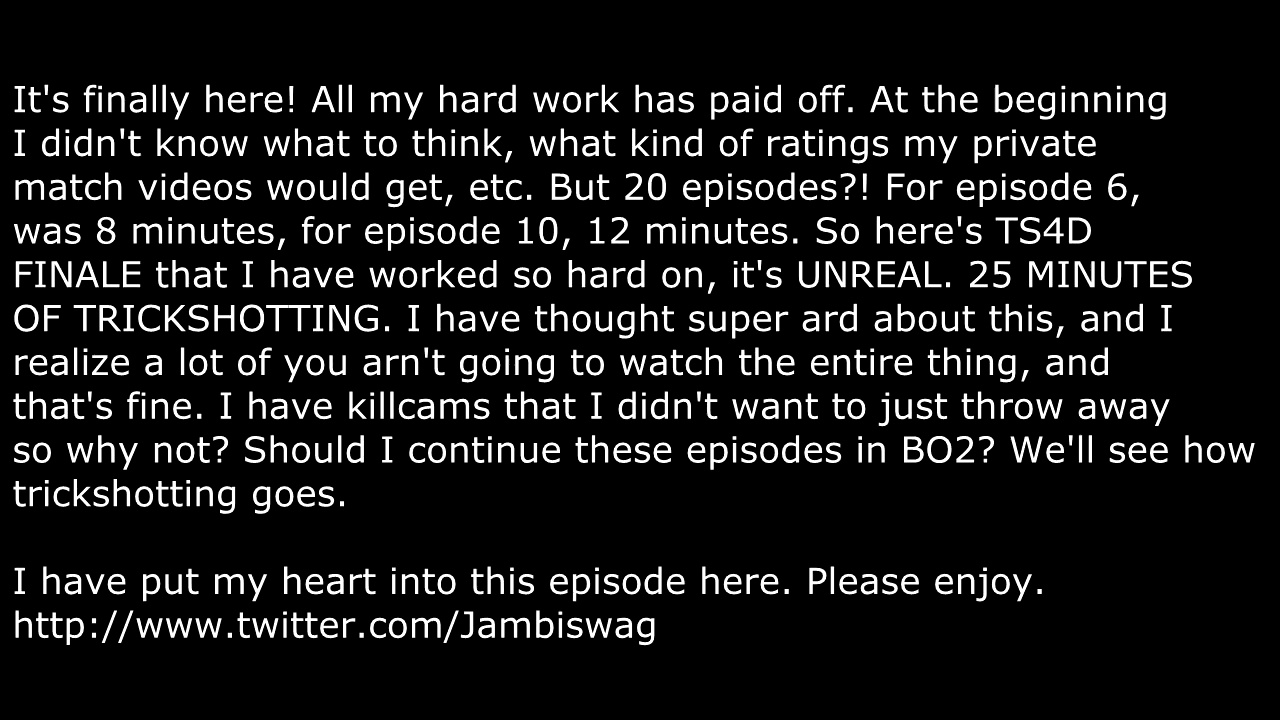 It's finally here! All my hard work has paid off. At the beginning
I didn't know what to think, what kind of ratings my private
match videos would get, etc. But 20 episodes?! For episode 6,
was 8 minutes, for episode 10, 12 minutes. So here's TS4D
FINALE that I have worked so hard on, it's UNREAL. 25 MINUTES
OF TRICKSHOTTING. I have thought super ard about this, and I
realize a lot of you arn't going to watch the entire thing, and
that's fine. I have killcams that I didn't want to just throw away
so why not? Should I continue these episodes in BO2? We'll see how
trickshotting goes.

I have put my heart into this episode here. Please enjoy.
http://www.twitter.com/Jambiswag